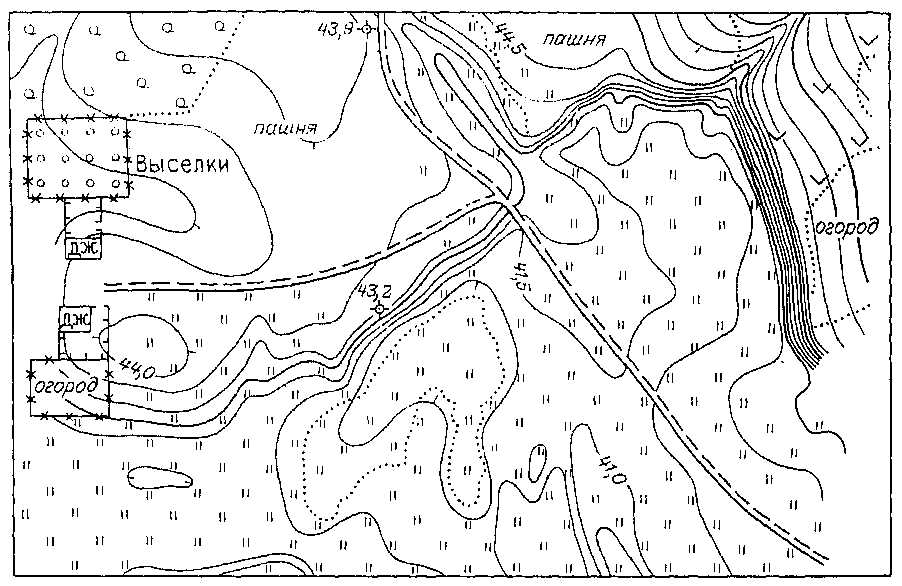 43,9
44,5
пашня
пашня
Выселки
огород
ДЖ
43,2
41,5
ДЖ
44,0
огород
41,0